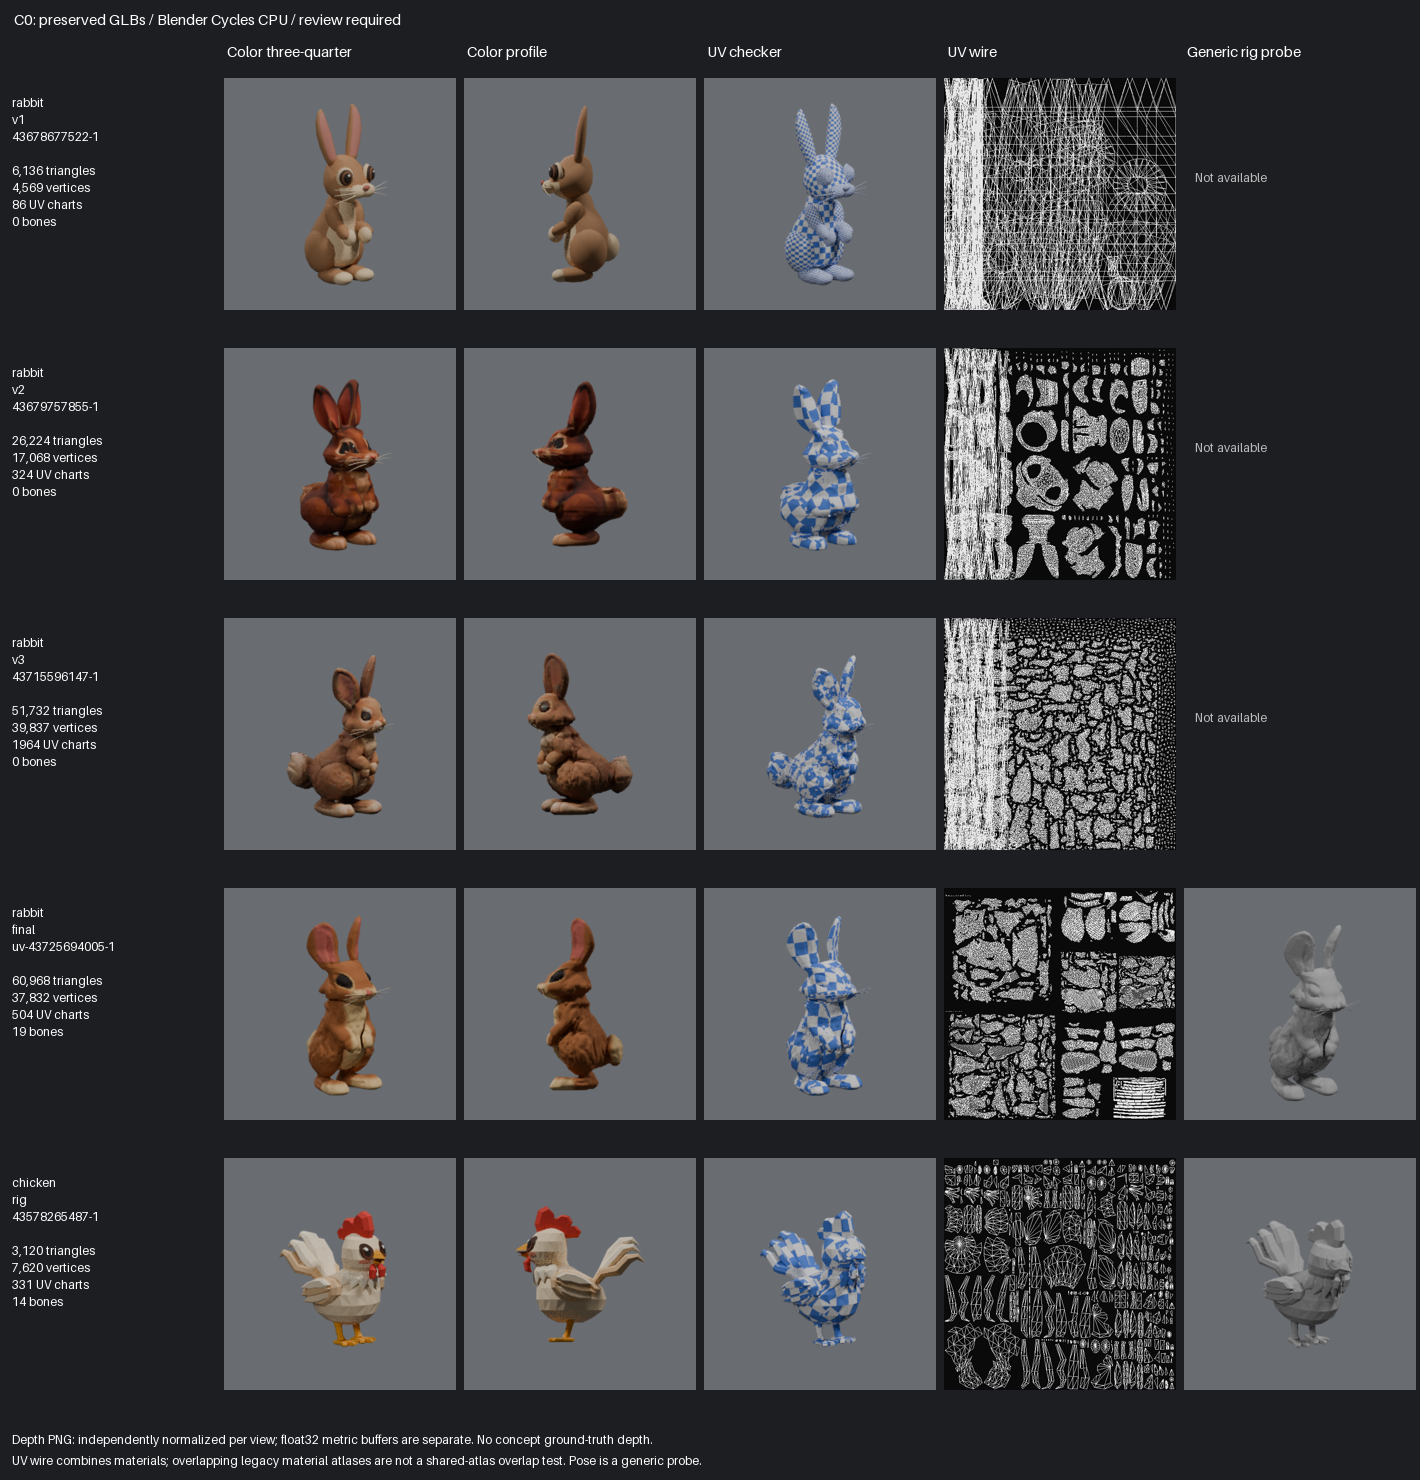 C0: preserved GLBs / Blender Cycles CPU / review required
Color three-quarter
Color profile
UV checker
UV wire
Generic rig probe
rabbit
v1
43678677522-1
6,136 triangles
4,569 vertices
86 UV charts
0 bones
Not available
rabbit
v2
43679757855-1
26,224 triangles
17,068 vertices
324 UV charts
0 bones
Not available
rabbit
v3
43715596147-1
51,732 triangles
39,837 vertices
1964 UV charts
0 bones
Not available
rabbit
final
uv-43725694005-1
60,968 triangles
37,832 vertices
504 UV charts
19 bones
chicken
rig
43578265487-1
3,120 triangles
7,620 vertices
331 UV charts
14 bones
Depth PNG: independently normalized per view; float32 metric buffers are separate. No concept ground-truth depth.
UV wire combines materials; overlapping legacy material atlases are not a shared-atlas overlap test. Pose is a generic probe.